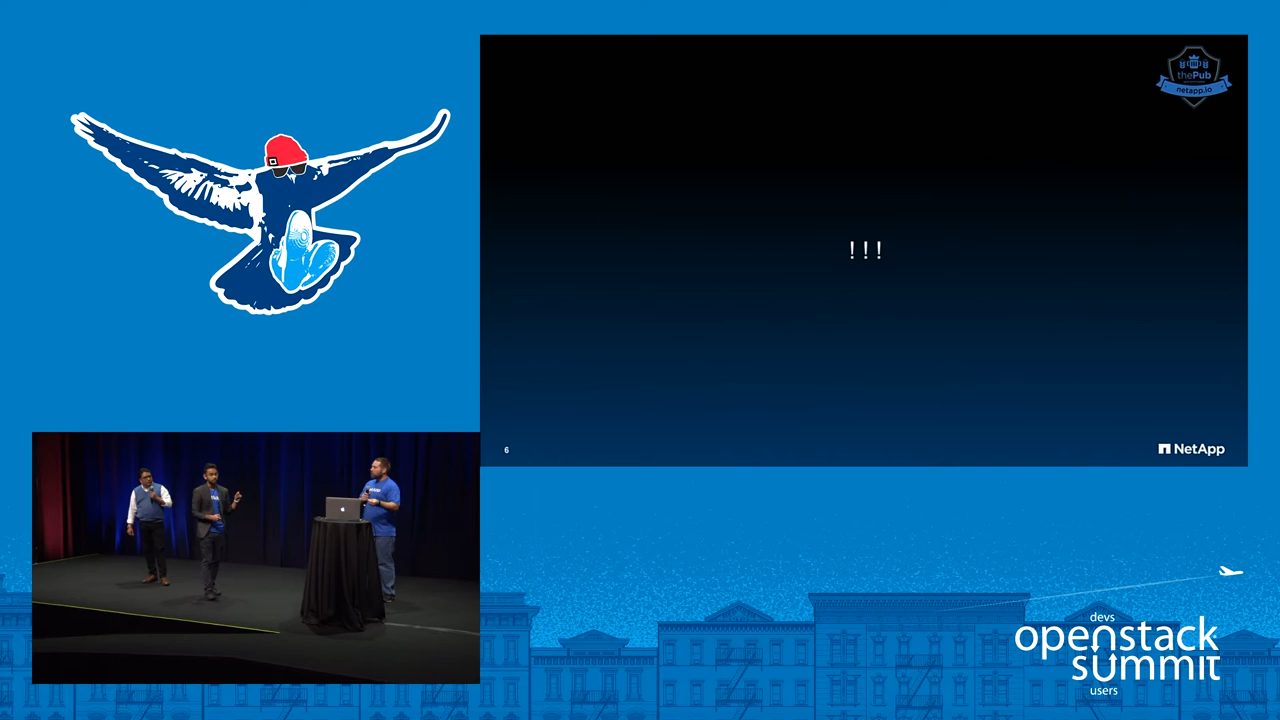 thePub
netapp.io
!!!
6
NetApp
devs
openstack
summit
users